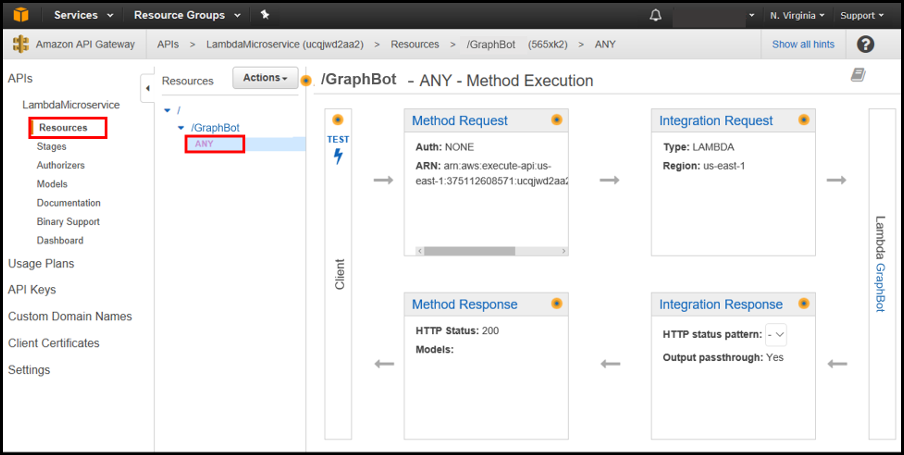 Services Resource Groups N. Virginia Support
Amazon API Gateway APIs > LambdaMicroservice (ucqjwd2aa2) > Resources > /GraphBot (565xk2) > ANY Show all hints ?
APIs
LambdaMicroservice
Resources
Stages
Authorizers
Models
Documentation
Binary Support
Dashboard
Usage Plans
API Keys
Custom Domain Names
Client Certificates
Settings
Resources Actions
/
/GraphBot
ANY
/GraphBot - ANY - Method Execution
TEST
Client
Method Request
Auth: NONE
ARN: arn:aws:execute-api:us-
east-1:375112608571:ucqjwd2aa2
Integration Request
Type: LAMBDA
Region: us-east-1
Lambda GraphBot
Method Response
HTTP Status: 200
Models:
Integration Response
HTTP status pattern: -
Output passthrough: Yes